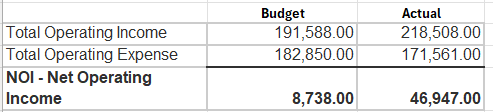 Budget Actual
Total Operating Income 191,588.00 218,508.00
Total Operating Expense 182,850.00 171,561.00
NOI - Net Operating
Income 8,738.00 46,947.00